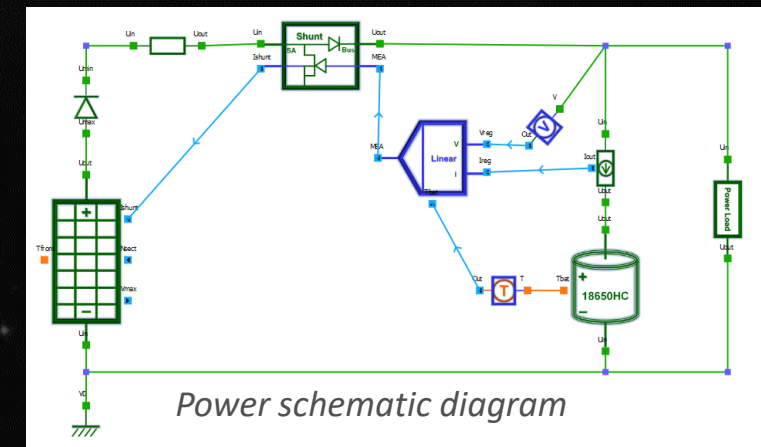 Uin
Uout
Uin
Shunt
Uout
SA
Bus
Ishunt
MEA
Umin
Umax
V
Out
V
Uin
Vreg
V
MEA
Linear
Ireg
I
Iout
Uin
Uout
Tbat
Uout
Power Load
Ishunt
Uout
+
Tfront
Nsect
Out
T
T
Tbat
+
18650HC
Uout
Vmax
−
−
Uin
Uin
V0
Power schematic diagram